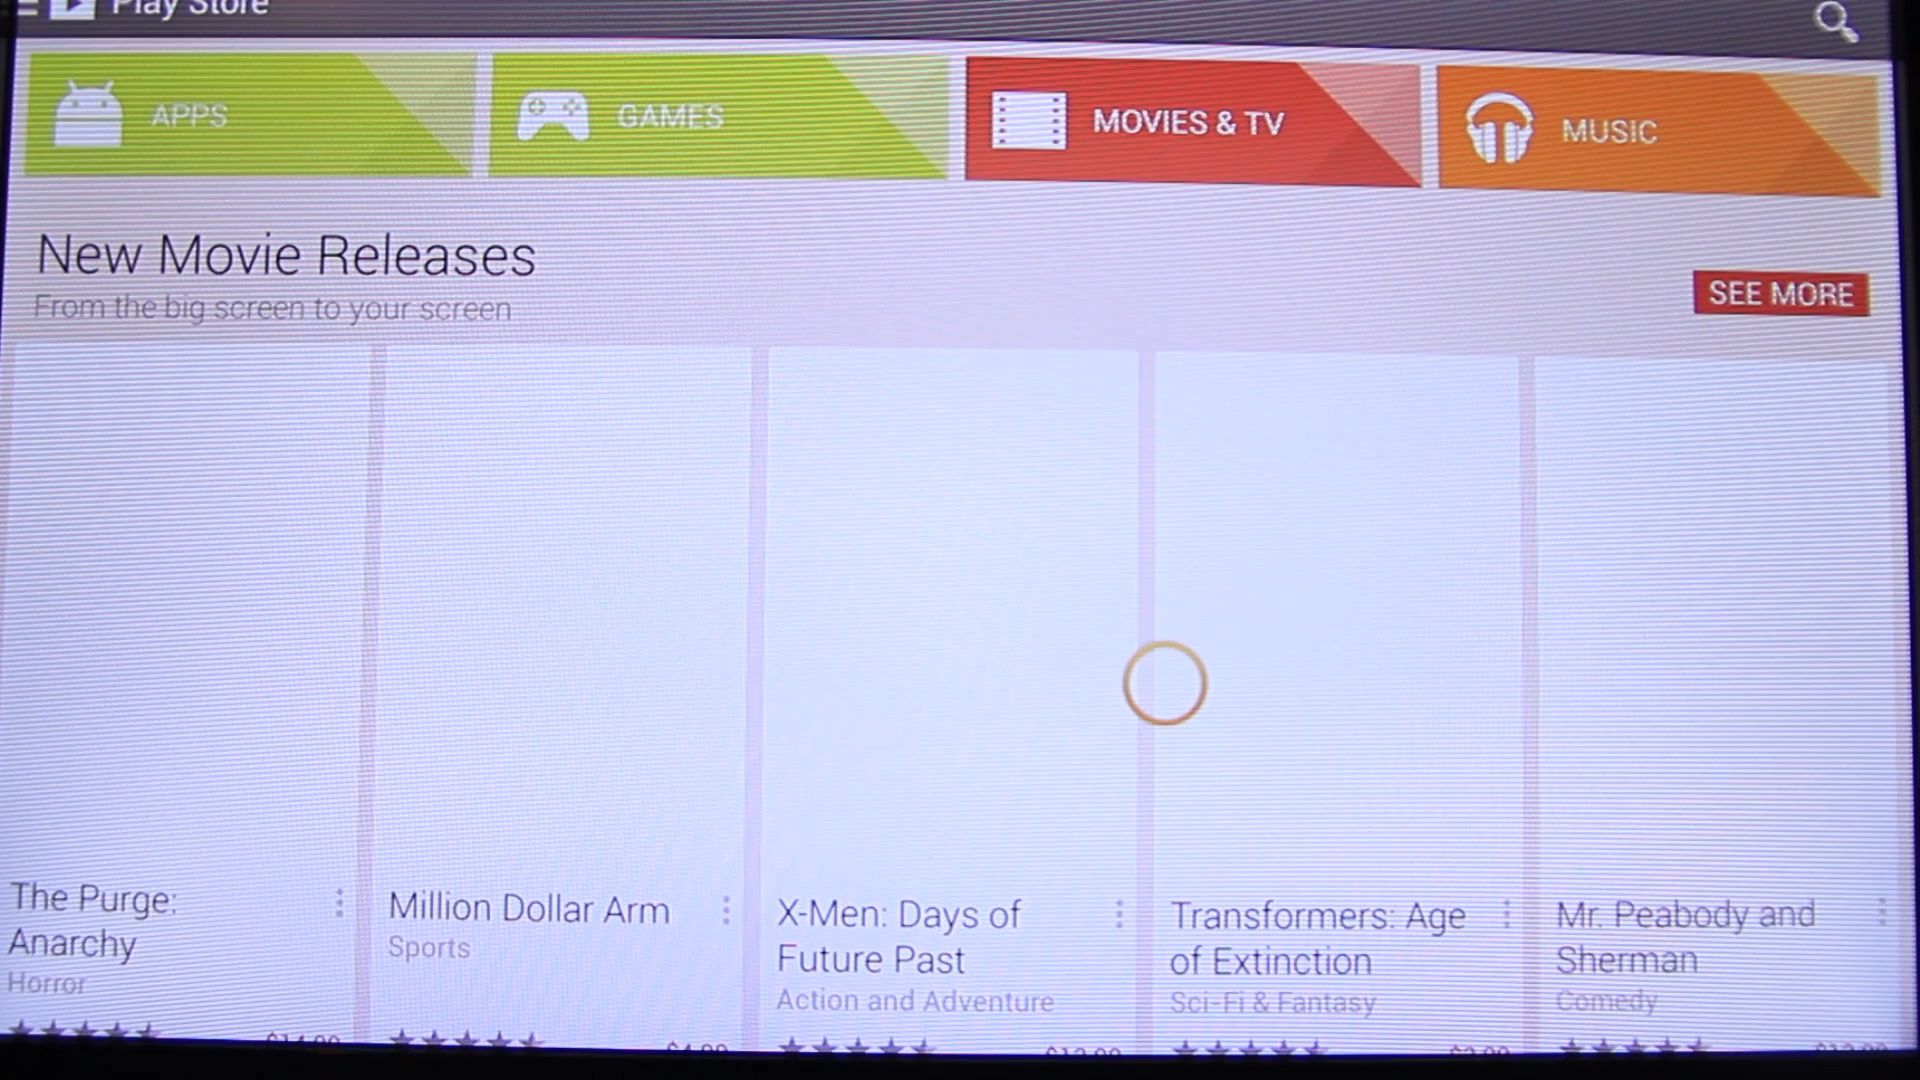 Play Store
APPS
GAMES
MOVIES & TV
MUSIC
New Movie Releases
From the big screen to your screen
SEE MORE
The Purge:
Anarchy
Horror
Million Dollar Arm
Sports
X-Men: Days of
Future Past
Action and Adventure
Transformers: Age
of Extinction
Sci-Fi & Fantasy
Mr. Peabody and
Sherman
Comedy